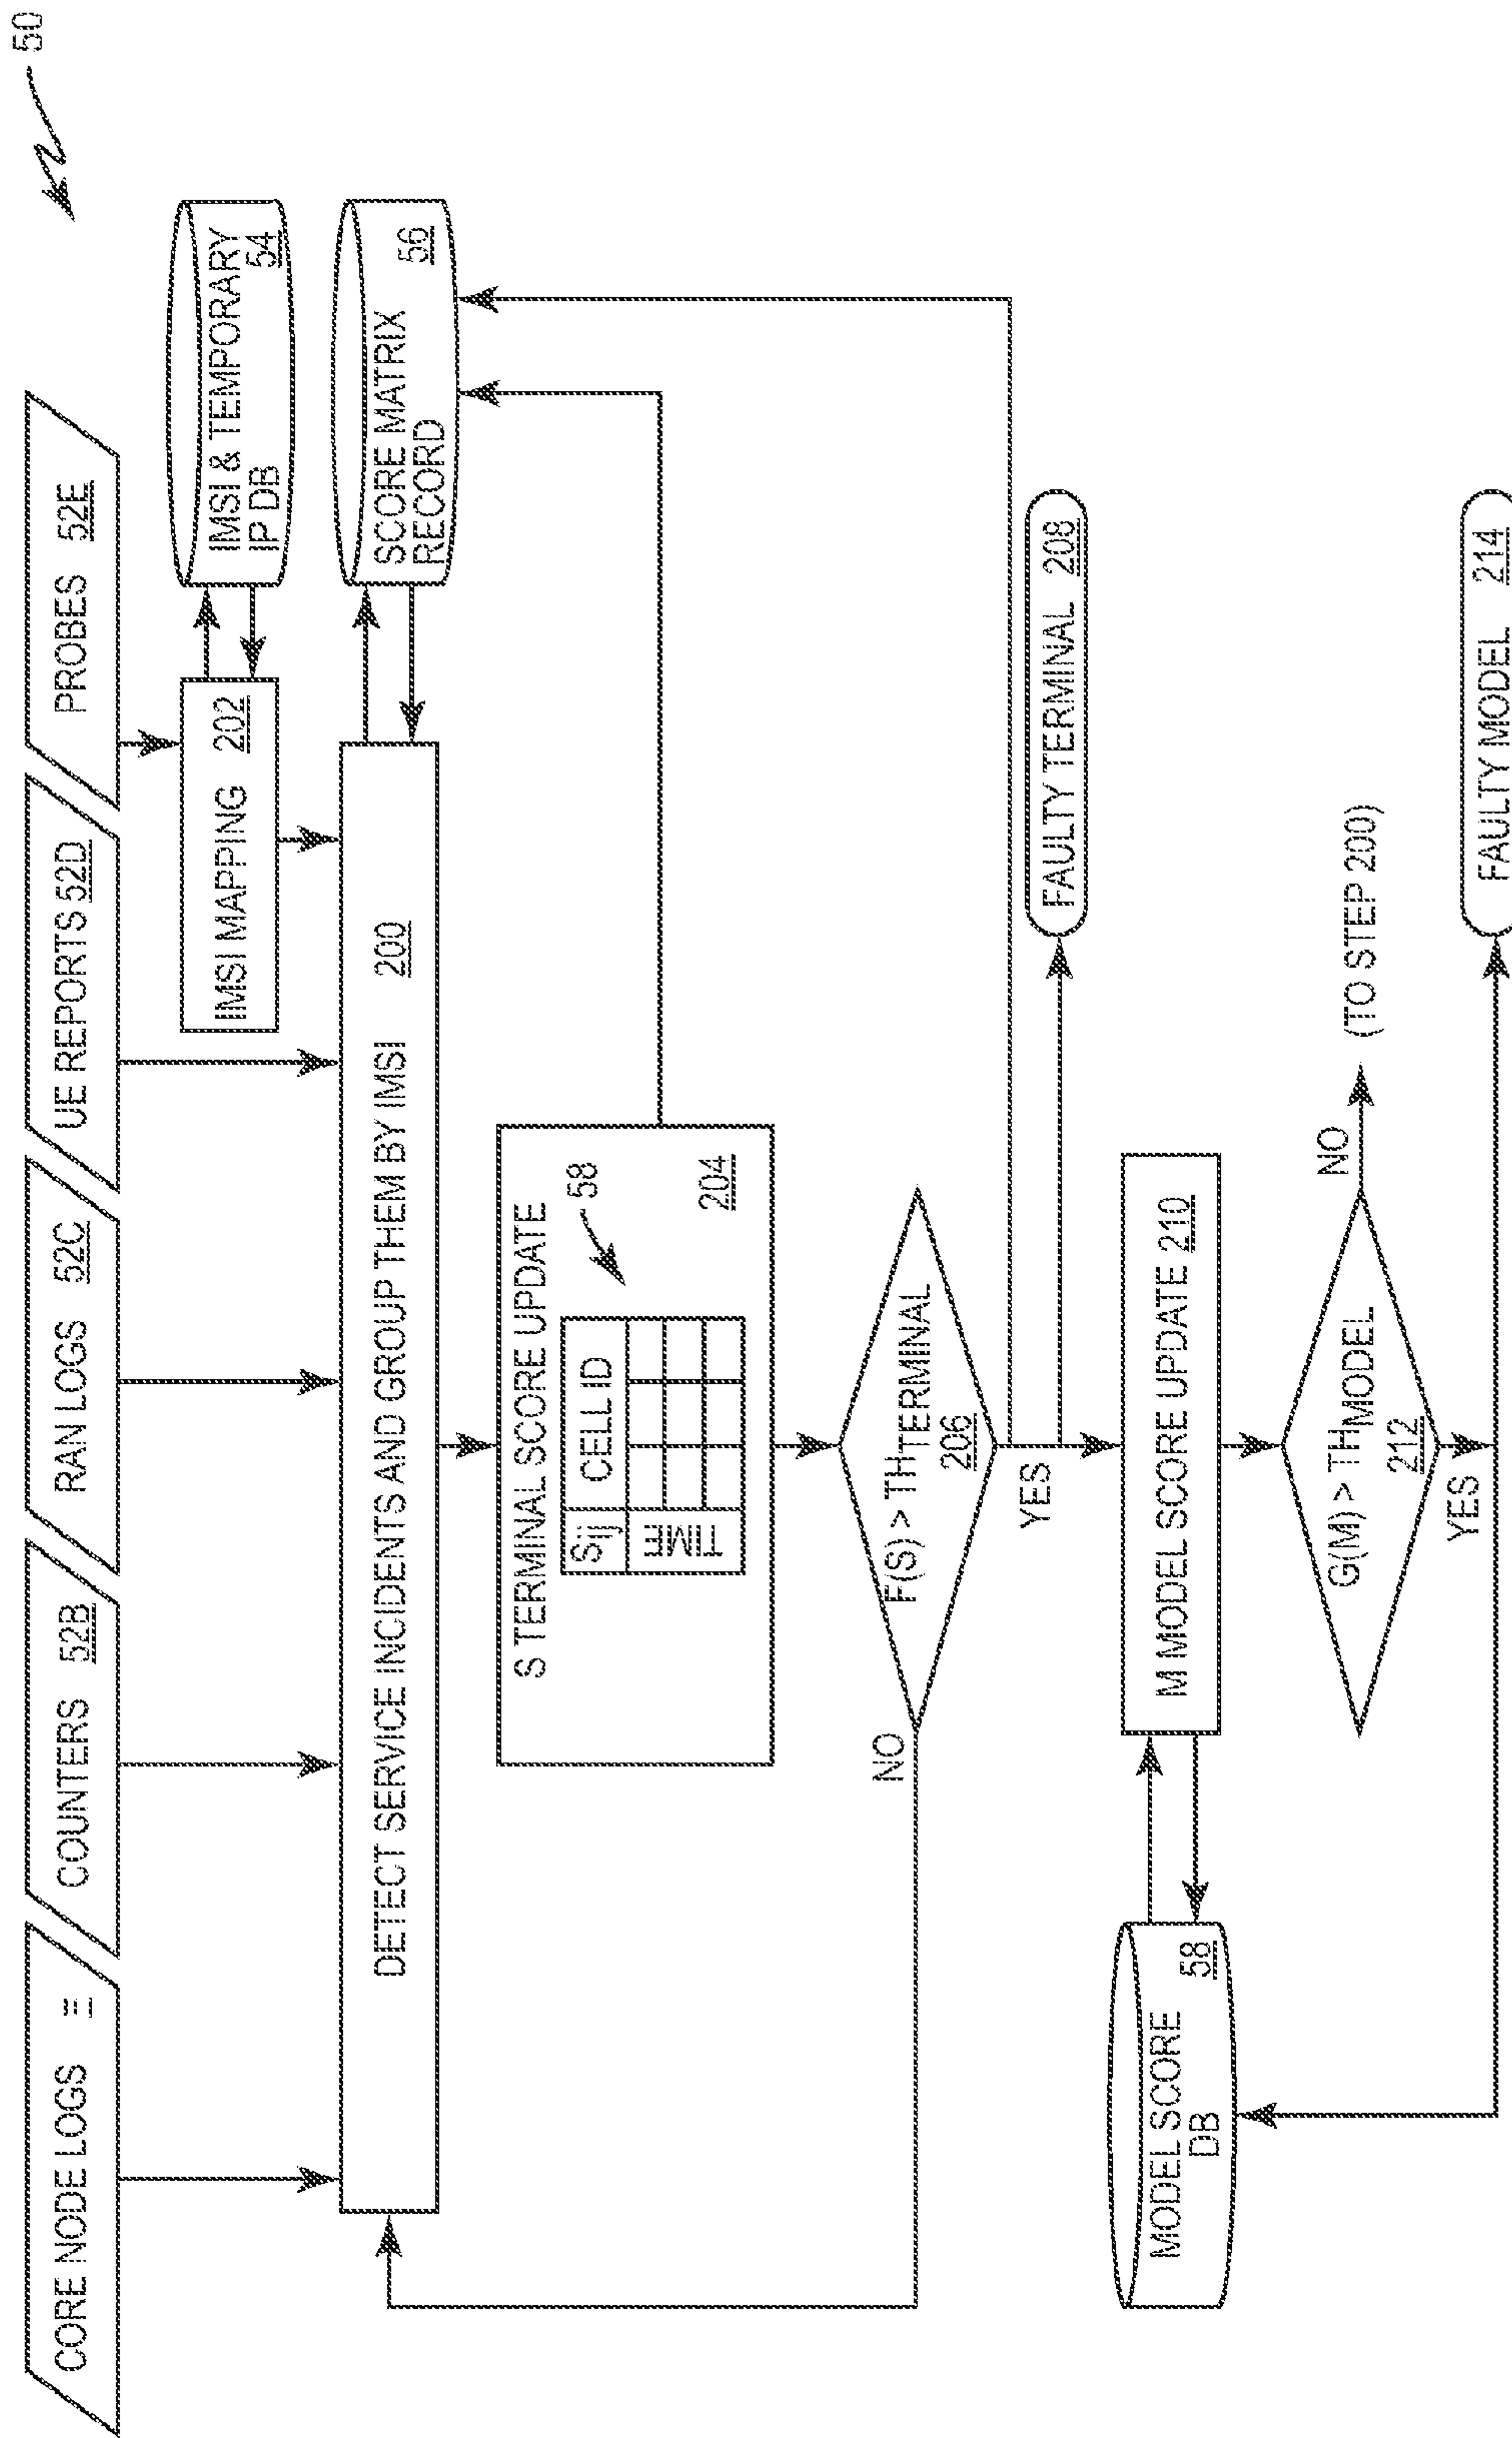 50
CORE NODE LOGS =
COUNTERS 52B
RAN LOGS 52C
UE REPORTS 52D
PROBES 52E
IMSI MAPPING 202
IMSI & TEMPORARY
IP DB 54
DETECT SERVICE INCIDENTS AND GROUP THEM BY IMSI 200
SCORE MATRIX 56
RECORD
S TERMINAL SCORE UPDATE
58
Sij CELL ID
TIME
204
F(S) > THTERMINAL
206
NO
YES
FAULTY TERMINAL 208
MODEL SCORE 58
DB
M MODEL SCORE UPDATE 210
G(M) > THMODEL
212
NO
(TO STEP 200)
YES
FAULTY MODEL 214